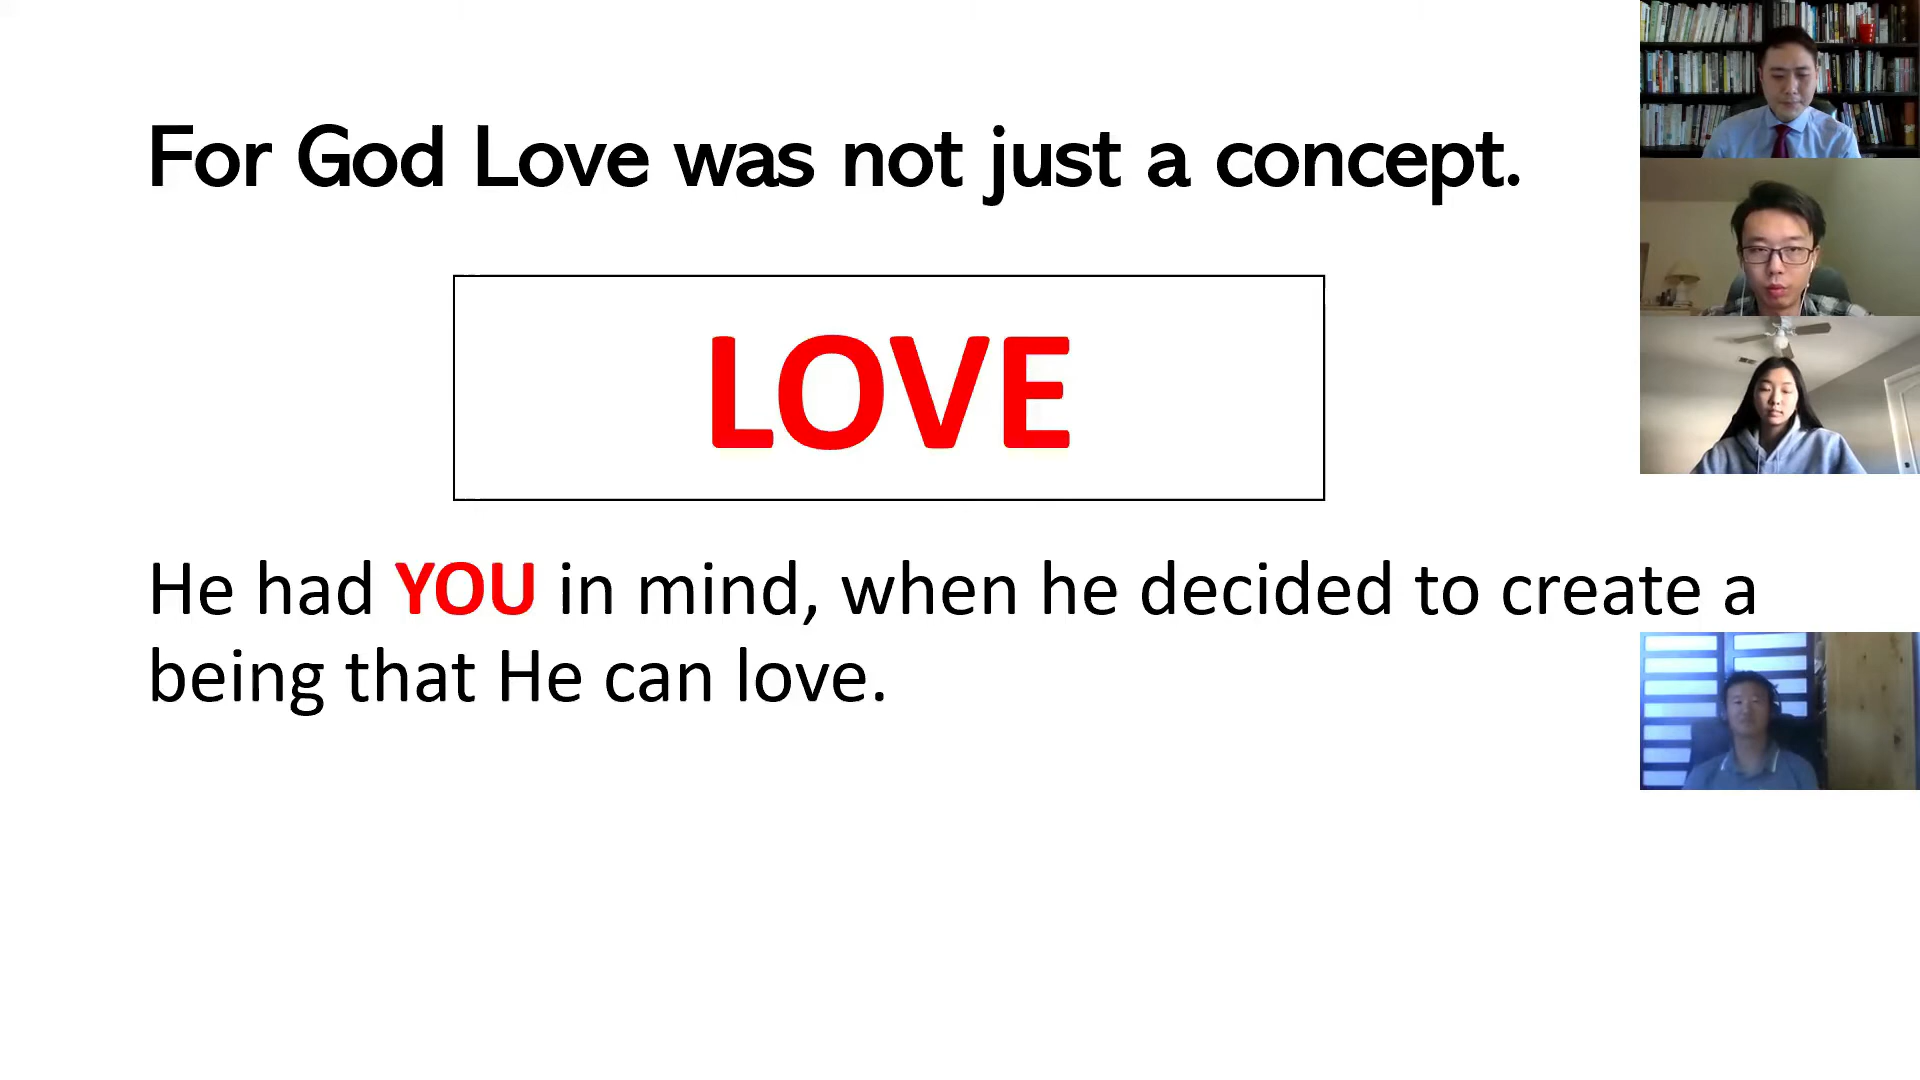 For God Love was not just a concept.
LOVE
He had YOU in mind, when he decided to create a
being that He can love.